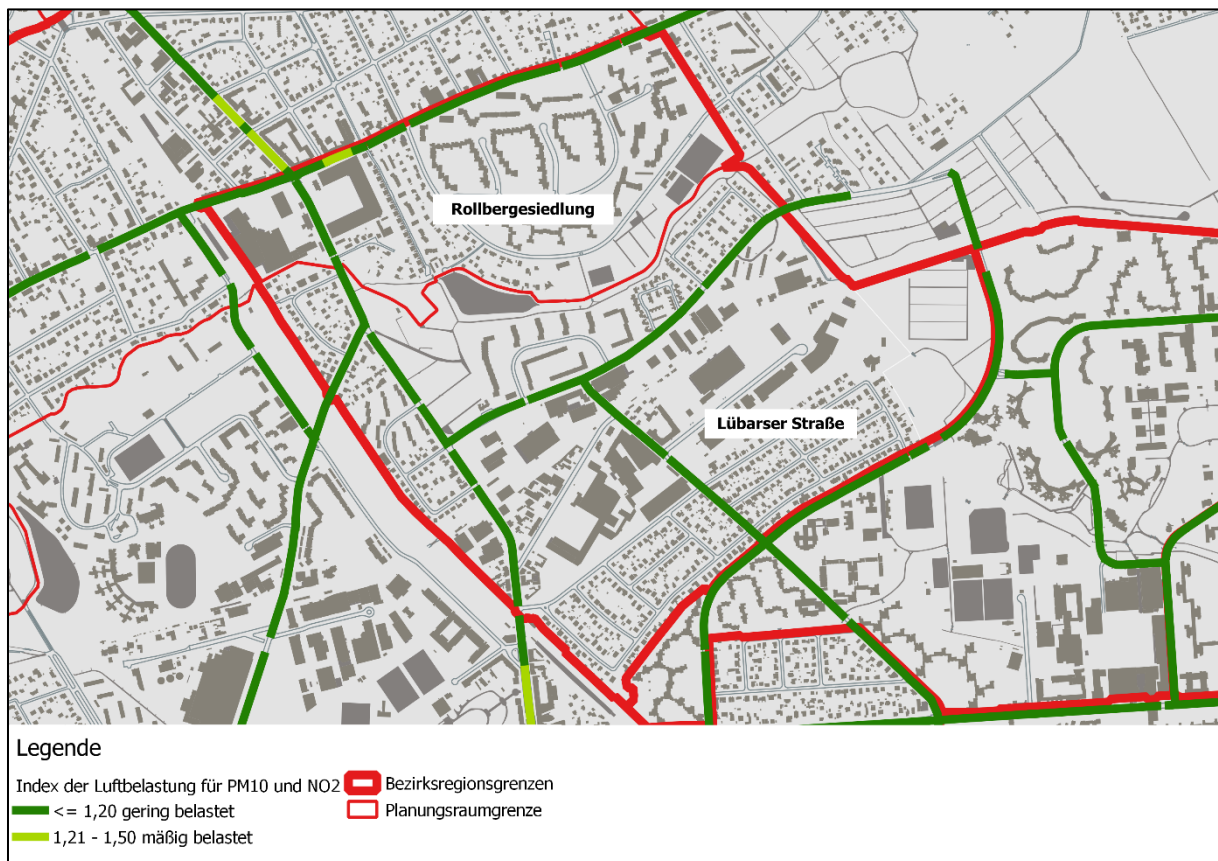 Rollbergesiedlung
Lübarser Straße
Legende
Index der Luftbelastung für PM10 und NO2
<= 1,20 gering belastet
1,21 - 1,50 mäßig belastet
Bezirksregionsgrenzen
Planungsraumgrenze